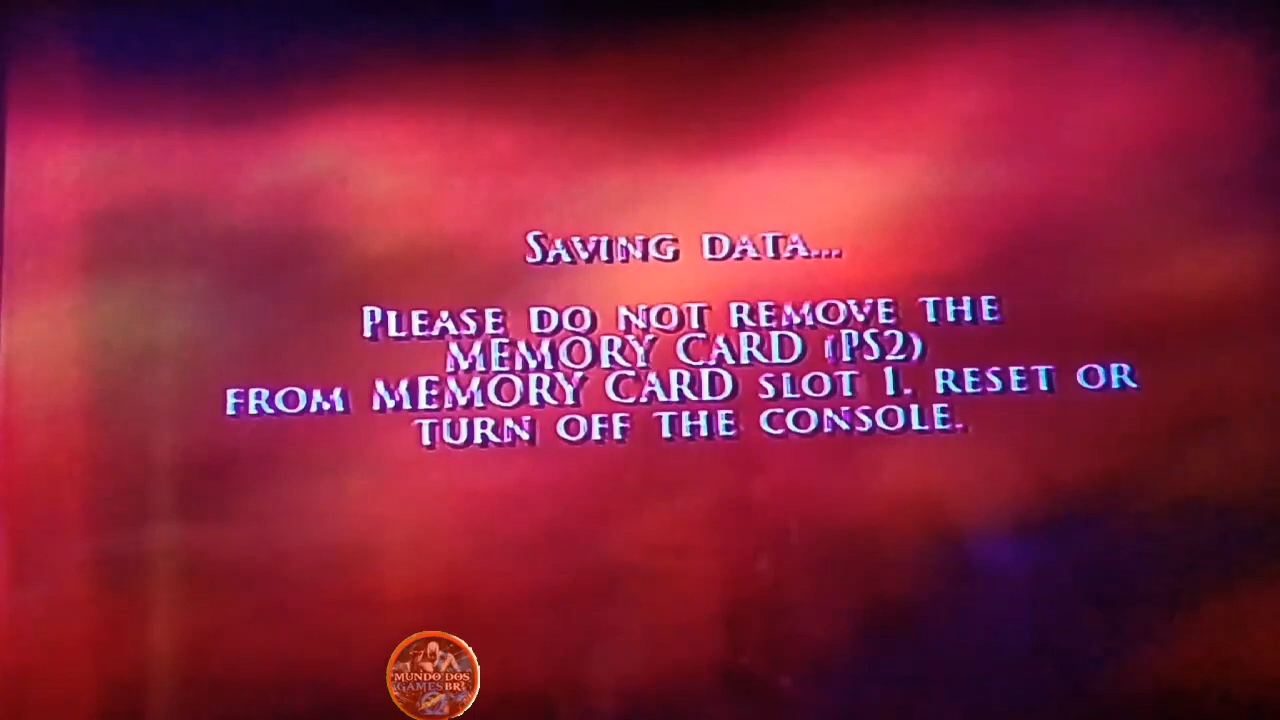 Saving data...
Please do not remove the
MEMORY CARD (PS2)
from MEMORY CARD slot 1, reset or
turn off the console.
MUNDO DOS
GAMES BR